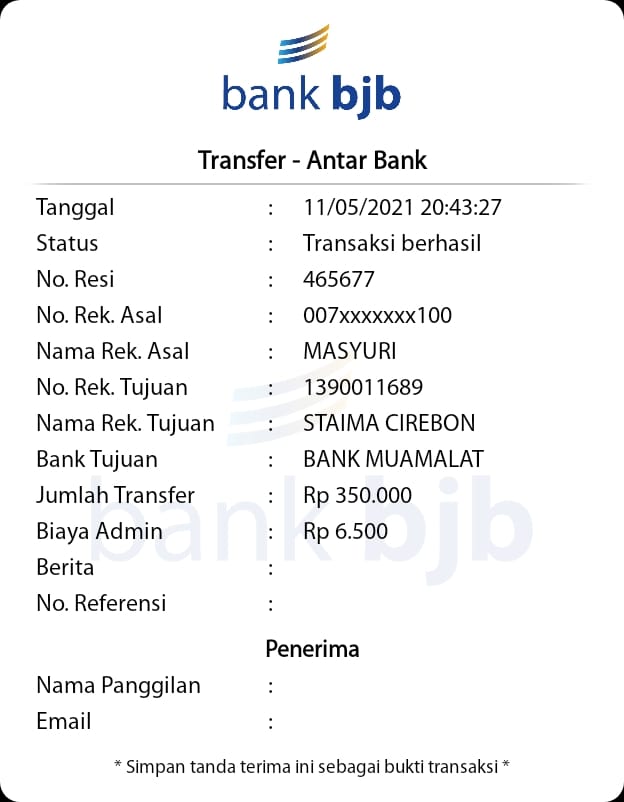 bank bjb
Transfer - Antar Bank
Tanggal : 11/05/2021 20:43:27
Status : Transaksi berhasil
No. Resi : 465677
No. Rek. Asal : 007xxxxxxx100
Nama Rek. Asal : MASYURI
No. Rek. Tujuan : 1390011689
Nama Rek. Tujuan : STAIMA CIREBON
Bank Tujuan : BANK MUAMALAT
Jumlah Transfer : Rp 350.000
Biaya Admin : Rp 6.500
Berita :
No. Referensi :
bank bjb
Penerima
Nama Panggilan :
Email :
* Simpan tanda terima ini sebagai bukti transaksi *